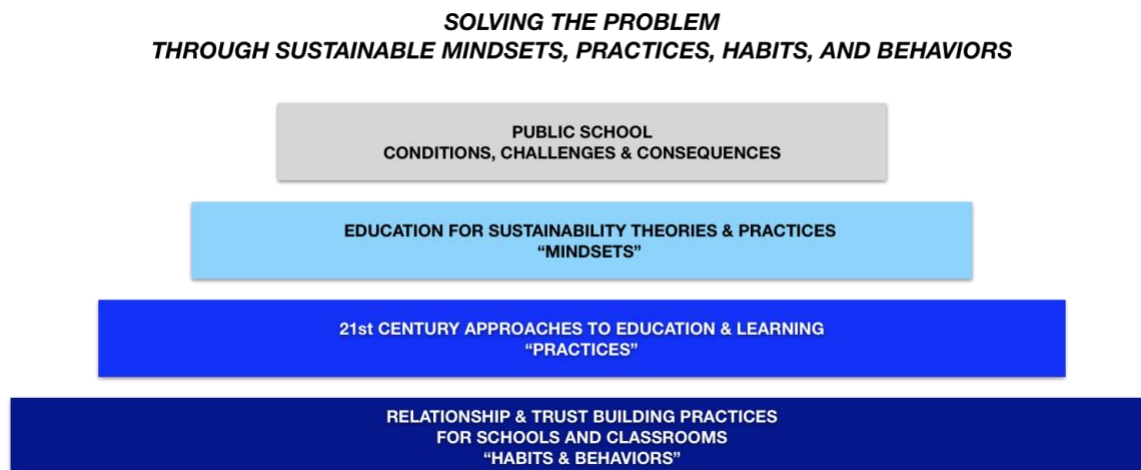 SOLVING THE PROBLEM
THROUGH SUSTAINABLE MINDSETS, PRACTICES, HABITS, AND BEHAVIORS
PUBLIC SCHOOL
CONDITIONS, CHALLENGES & CONSEQUENCES
EDUCATION FOR SUSTAINABILITY THEORIES & PRACTICES
“MINDSETS”
21st CENTURY APPROACHES TO EDUCATION & LEARNING
“PRACTICES”
RELATIONSHIP & TRUST BUILDING PRACTICES
FOR SCHOOLS AND CLASSROOMS
“HABITS & BEHAVIORS”